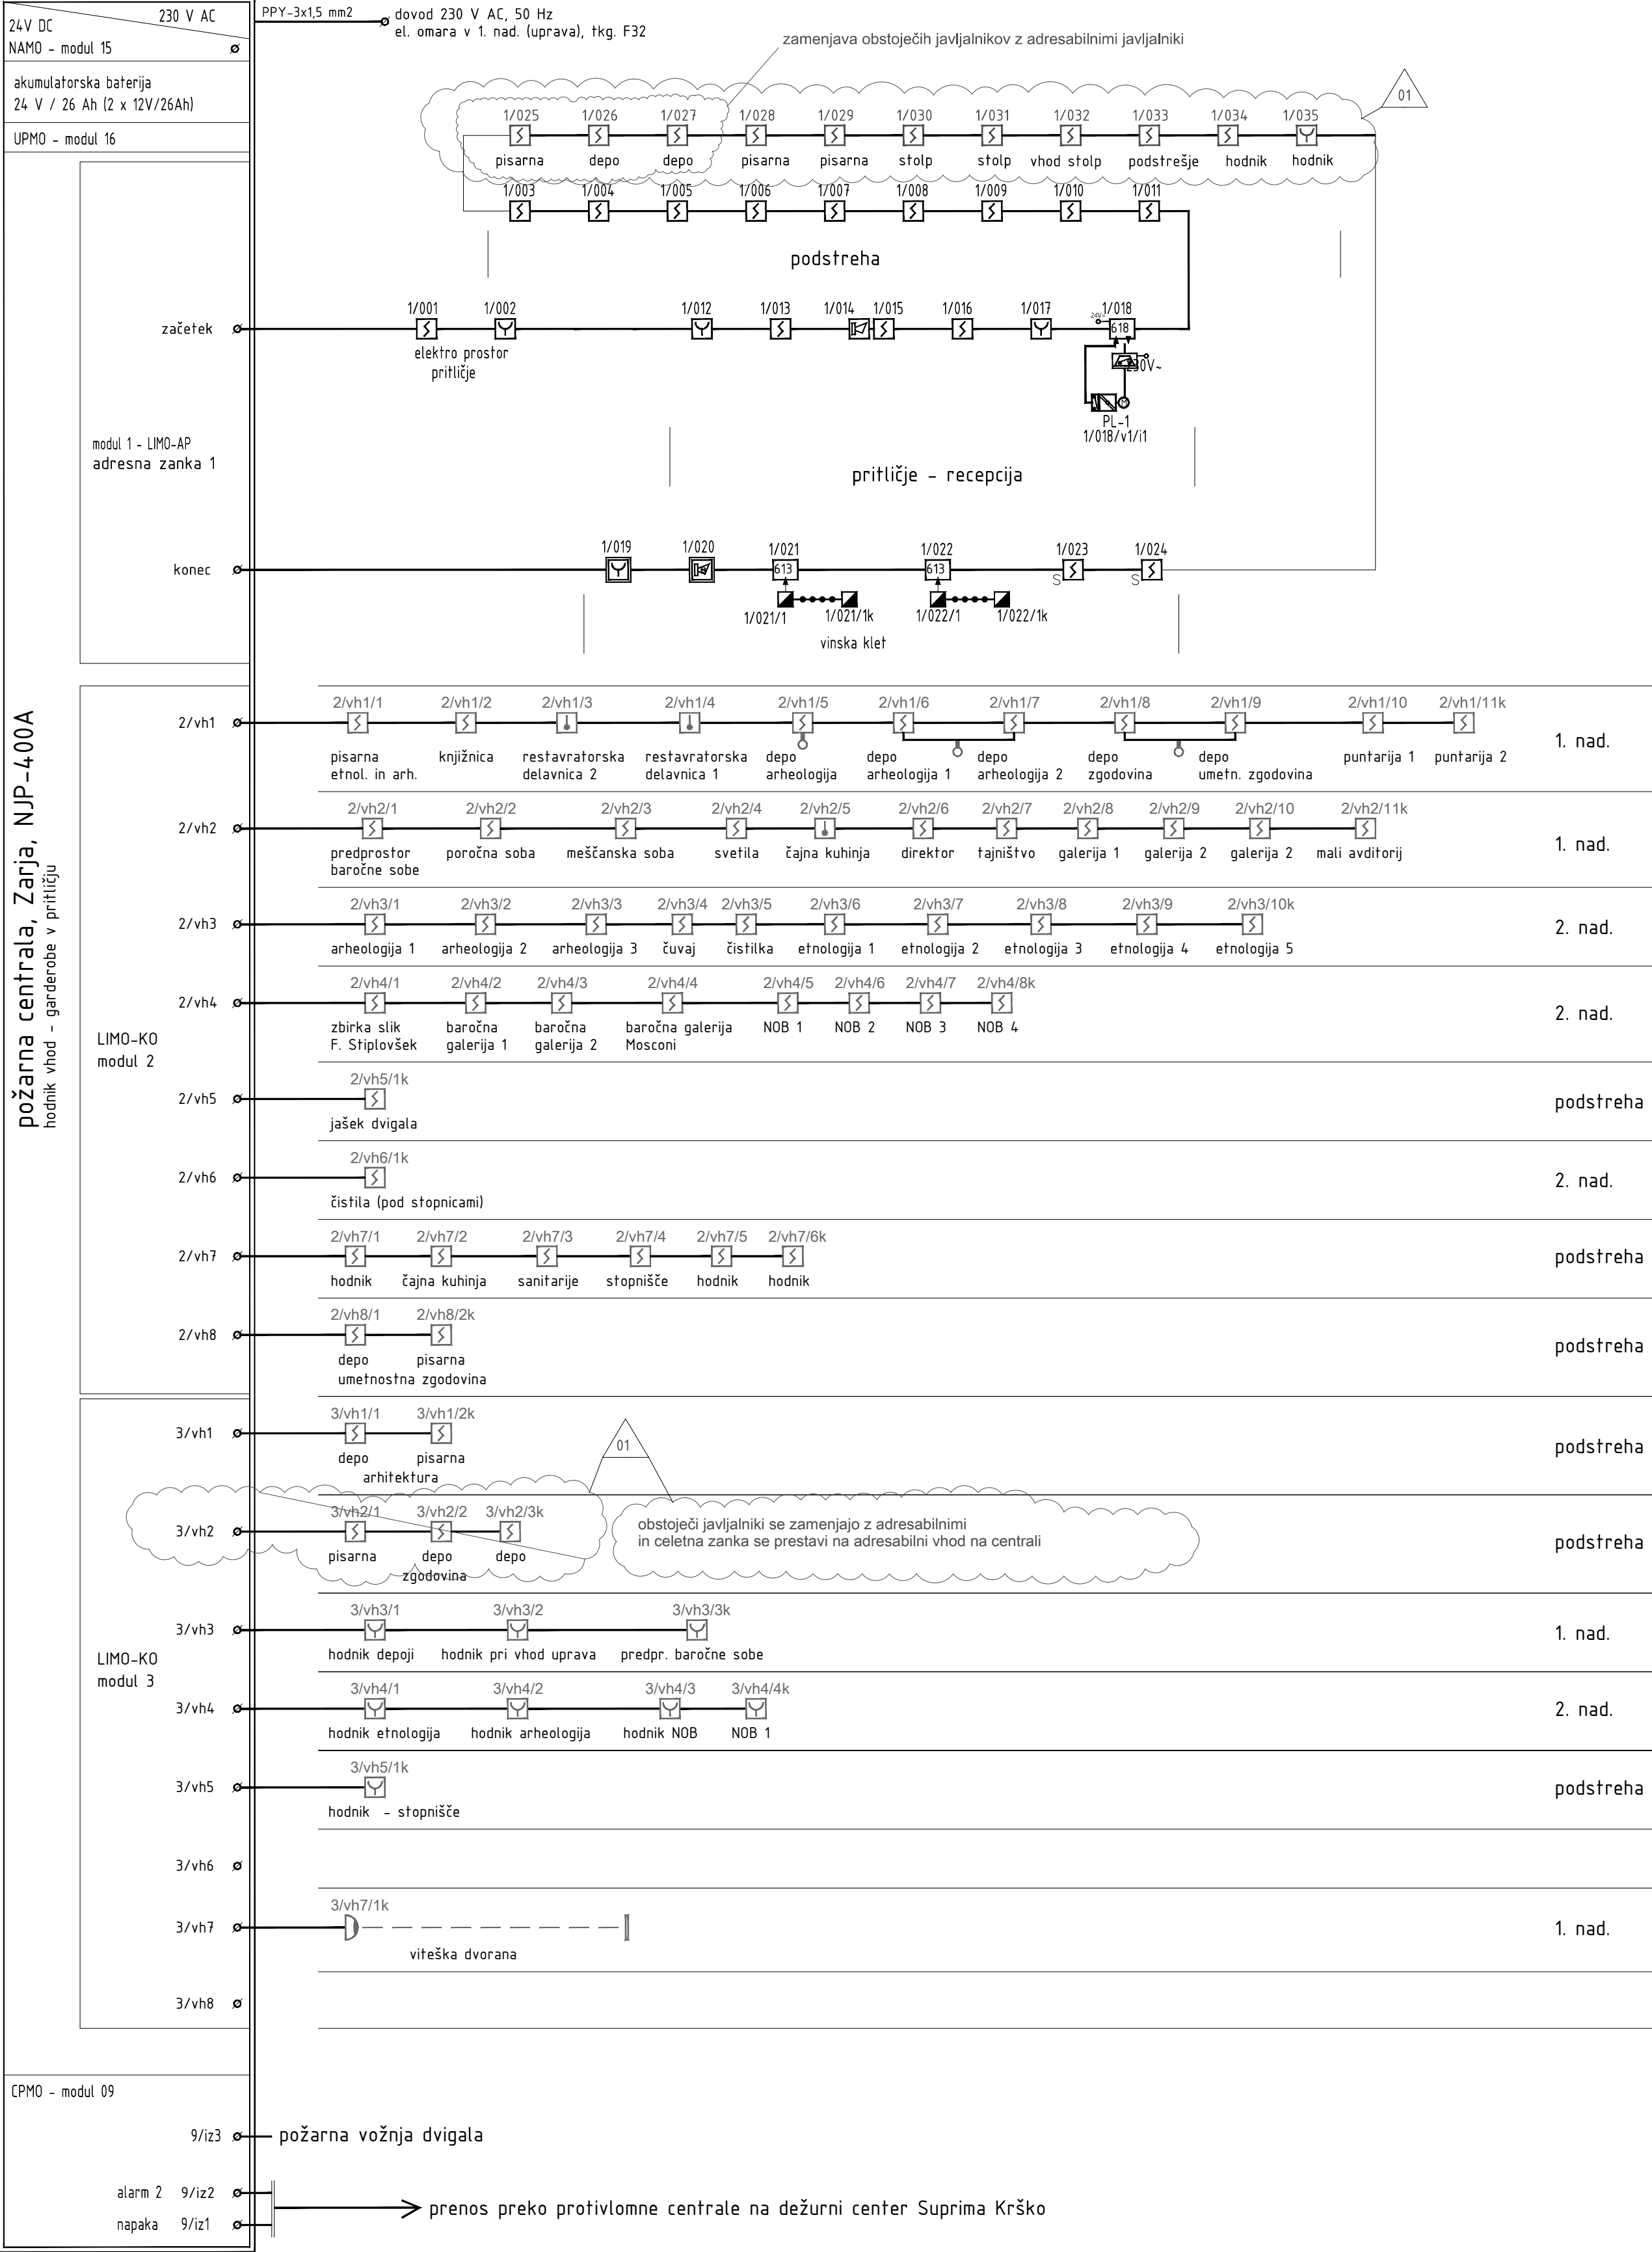 24V DC
230 V AC
NAMO - modul 15
PPY-3x1,5 mm2
dovod 230 V AC, 50 Hz
el. omara v 1. nad. (uprava), tkg. F32
akumulatorska baterija
24 V / 26 Ah (2 x 12V/26Ah)
UPMO - modul 16
zamenjava obstoječih javljalnikov z adresabilnimi javljalniki
01
1/025 1/026 1/027 1/028 1/029 1/030 1/031 1/032 1/033 1/034 1/035
pisarna depo depo pisarna pisarna stolp stolp vhod stolp podstrešje hodnik hodnik
1/003 1/004 1/005 1/006 1/007 1/008 1/009 1/010 1/011
podstreha
začetek
1/001 1/002 1/012 1/013 1/014 1/015 1/016 1/017 1/018
24V-
618
elektro prostor
pritličje
230V~
M
PL-1
1/018/v1/i1
modul 1 - LIMO-AP
adresna zanka 1
pritličje - recepcija
konec
1/019 1/020 1/021 1/022 1/023 1/024
613 613
S S
1/021/1 1/021/1k 1/022/1 1/022/1k
vinska klet
požarna centrala, Zarja, NJP-400A
hodnik vhod - garderobe v pritličju
LIMO-KO
modul 2
2/vh1
2/vh1/1 2/vh1/2 2/vh1/3 2/vh1/4 2/vh1/5 2/vh1/6 2/vh1/7 2/vh1/8 2/vh1/9 2/vh1/10 2/vh1/11k
pisarna knjižnica restavratorska restavratorska depo depo depo depo depo puntarija 1 puntarija 2
etnol. in arh. delavnica 2 delavnica 1 arheologija arheologija 1 arheologija 2 zgodovina umetn. zgodovina
1. nad.
2/vh2
2/vh2/1 2/vh2/2 2/vh2/3 2/vh2/4 2/vh2/5 2/vh2/6 2/vh2/7 2/vh2/8 2/vh2/9 2/vh2/10 2/vh2/11k
predprostor poročna soba meščanska soba svetila čajna kuhinja direktor tajništvo galerija 1 galerija 2 galerija 2 mali avditorij
baročne sobe
1. nad.
2/vh3
2/vh3/1 2/vh3/2 2/vh3/3 2/vh3/4 2/vh3/5 2/vh3/6 2/vh3/7 2/vh3/8 2/vh3/9 2/vh3/10k
arheologija 1 arheologija 2 arheologija 3 čuvaj čistilka etnologija 1 etnologija 2 etnologija 3 etnologija 4 etnologija 5
2. nad.
2/vh4
2/vh4/1 2/vh4/2 2/vh4/3 2/vh4/4 2/vh4/5 2/vh4/6 2/vh4/7 2/vh4/8k
zbirka slik baročna baročna baročna galerija NOB 1 NOB 2 NOB 3 NOB 4
F. Stiplovšek galerija 1 galerija 2 Mosconi
2. nad.
2/vh5
2/vh5/1k
jašek dvigala
podstreha
2/vh6
2/vh6/1k
čistila (pod stopnicami)
2. nad.
2/vh7
2/vh7/1 2/vh7/2 2/vh7/3 2/vh7/4 2/vh7/5 2/vh7/6k
hodnik čajna kuhinja sanitarije stopnišče hodnik hodnik
podstreha
2/vh8
2/vh8/1 2/vh8/2k
depo pisarna
umetnostna zgodovina
podstreha
LIMO-KO
modul 3
3/vh1
3/vh1/1 3/vh1/2k
depo pisarna
arhitektura
podstreha
01
3/vh2
3/vh2/1 3/vh2/2 3/vh2/3k
pisarna depo depo
zgodovina
obstoječi javljalniki se zamenjajo z adresabilnimi
in celetna zanka se prestavi na adresabilni vhod na centrali
podstreha
3/vh3
3/vh3/1 3/vh3/2 3/vh3/3k
hodnik depoji hodnik pri vhod uprava predpr. baročne sobe
1. nad.
3/vh4
3/vh4/1 3/vh4/2 3/vh4/3 3/vh4/4k
hodnik etnologija hodnik arheologija hodnik NOB NOB 1
2. nad.
3/vh5
3/vh5/1k
hodnik - stopnišče
podstreha
3/vh6
3/vh7
3/vh7/1k
viteška dvorana
1. nad.
3/vh8
CPMO - modul 09
9/iz3
požarna vožnja dvigala
alarm 2 9/iz2
napaka 9/iz1
prenos preko protivlomne centrale na dežurni center Suprima Krško